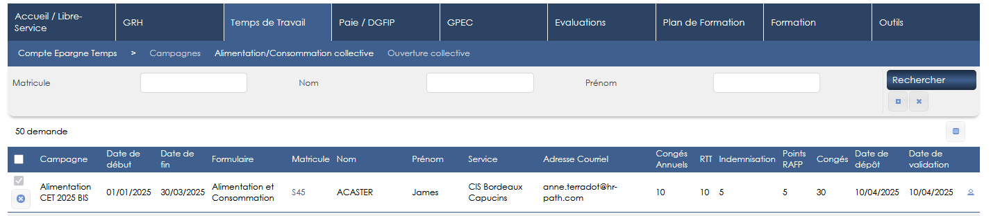 Accueil / Libre-
Service
GRH
Temps de Travail
Paie / DGFIP
GPEC
Evaluations
Plan de Formation
Formation
Outils
Compte Epargne Temps > Campagnes Alimentation/Consommation collective Ouverture collective
Matricule
Nom
Prénom
Rechercher
50 demande
Campagne
Date de
début
Date de
fin
Formulaire
Matricule
Nom
Prénom
Service
Adresse Courriel
Congés
Annuels
RTT
Indemnisation
Points
RAFP
Congés
Date de
dépôt
Date de
validation
Alimentation
CET 2025 BIS
01/01/2025
30/03/2025
Alimentation et
Consommation
S45
ACASTER
James
CIS Bordeaux
Capucins
anne.terradot@hr-
path.com
10
10
5
5
30
10/04/2025
10/04/2025